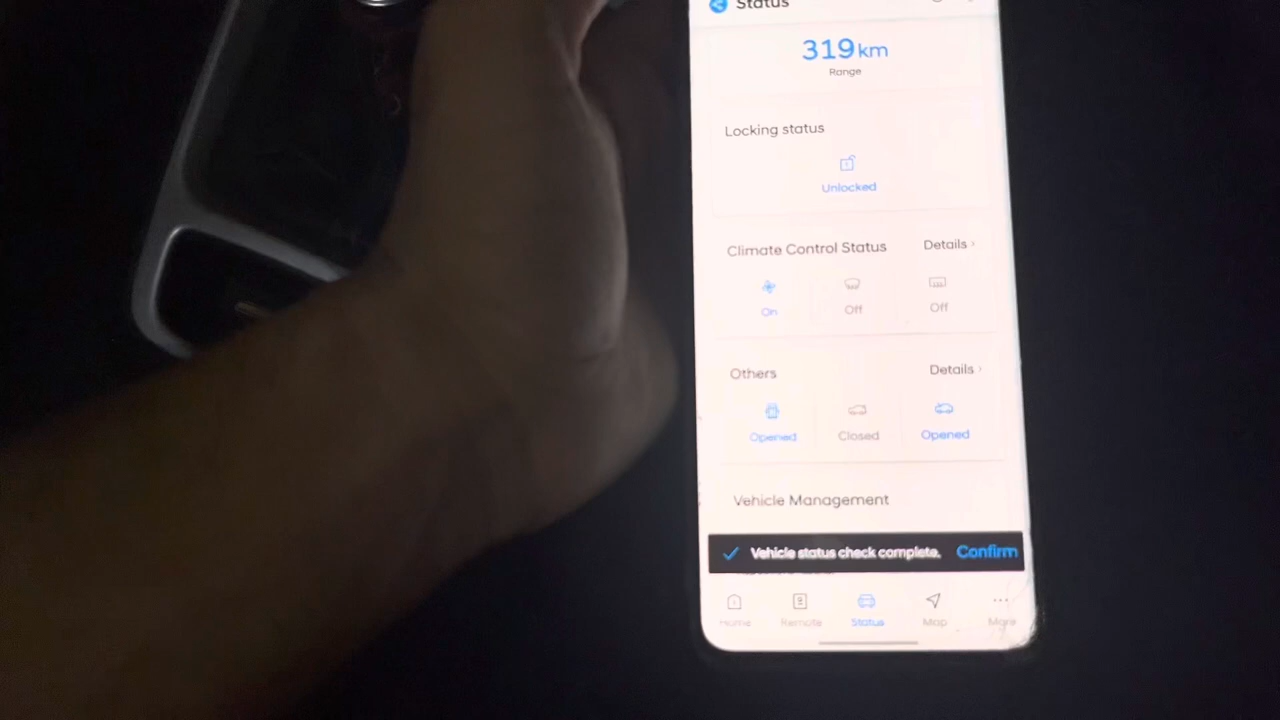 Status
319 km
Range
Locking status
Unlocked
Climate Control Status Details ›
On Off Off
Others Details ›
Opened Closed Opened
Vehicle Management
Vehicle status check complete. Confirm
Home Remote Status Map More